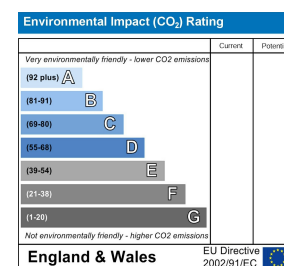 Environmental Impact (CO₂) Rating
Current Potenti
Very environmentally friendly - lower CO2 emissions
(92 plus) A
(81-91) B
(69-80) C
(55-68) D
(39-54) E
(21-38) F
(1-20) G
Not environmentally friendly - higher CO2 emissions
England & Wales
EU Directive
2002/91/EC